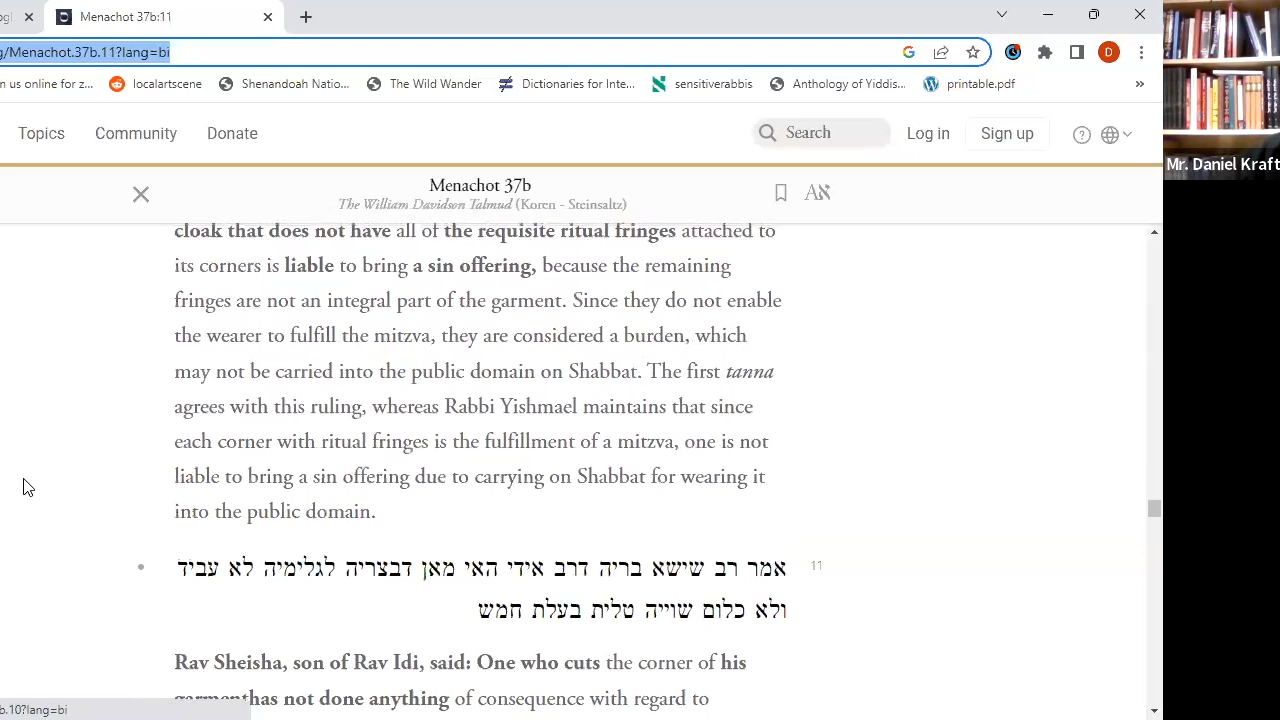 Menachot 37b:11
g/Menachot.37b.11?lang=bi
n us online for z...
localartscene
Shenandoah Natio...
The Wild Wander
Dictionaries for Inte...
sensitiverabbis
Anthology of Yiddis...
printable.pdf
»
Topics
Community
Donate
Search
Log in
Sign up
Mr. Daniel Kraft
Menachot 37b
The William Davidson Talmud (Koren - Steinsaltz)
cloak that does not have all of the requisite ritual fringes attached to
its corners is liable to bring a sin offering, because the remaining
fringes are not an integral part of the garment. Since they do not enable
the wearer to fulfill the mitzva, they are considered a burden, which
may not be carried into the public domain on Shabbat. The first tanna
agrees with this ruling, whereas Rabbi Yishmael maintains that since
each corner with ritual fringes is the fulfillment of a mitzva, one is not
liable to bring a sin offering due to carrying on Shabbat for wearing it
into the public domain.
11
אמר רב שישא בריה דרב אידי האי מאן דבצריה לגלימיה לא עביד
ולא כלום שוייה טלית בעלת חמש
Rav Sheisha, son of Rav Idi, said: One who cuts the corner of his
garmenthas not done anything of consequence with regard to
b.10?lang=bi